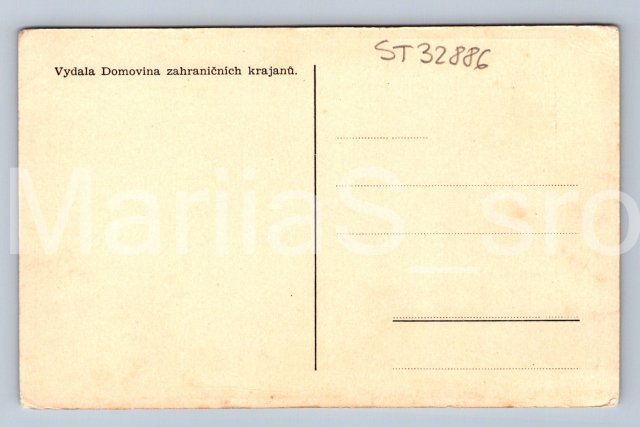 ST32886
Vydala Domovina zahraničních krajanů.
MariiaS_sro